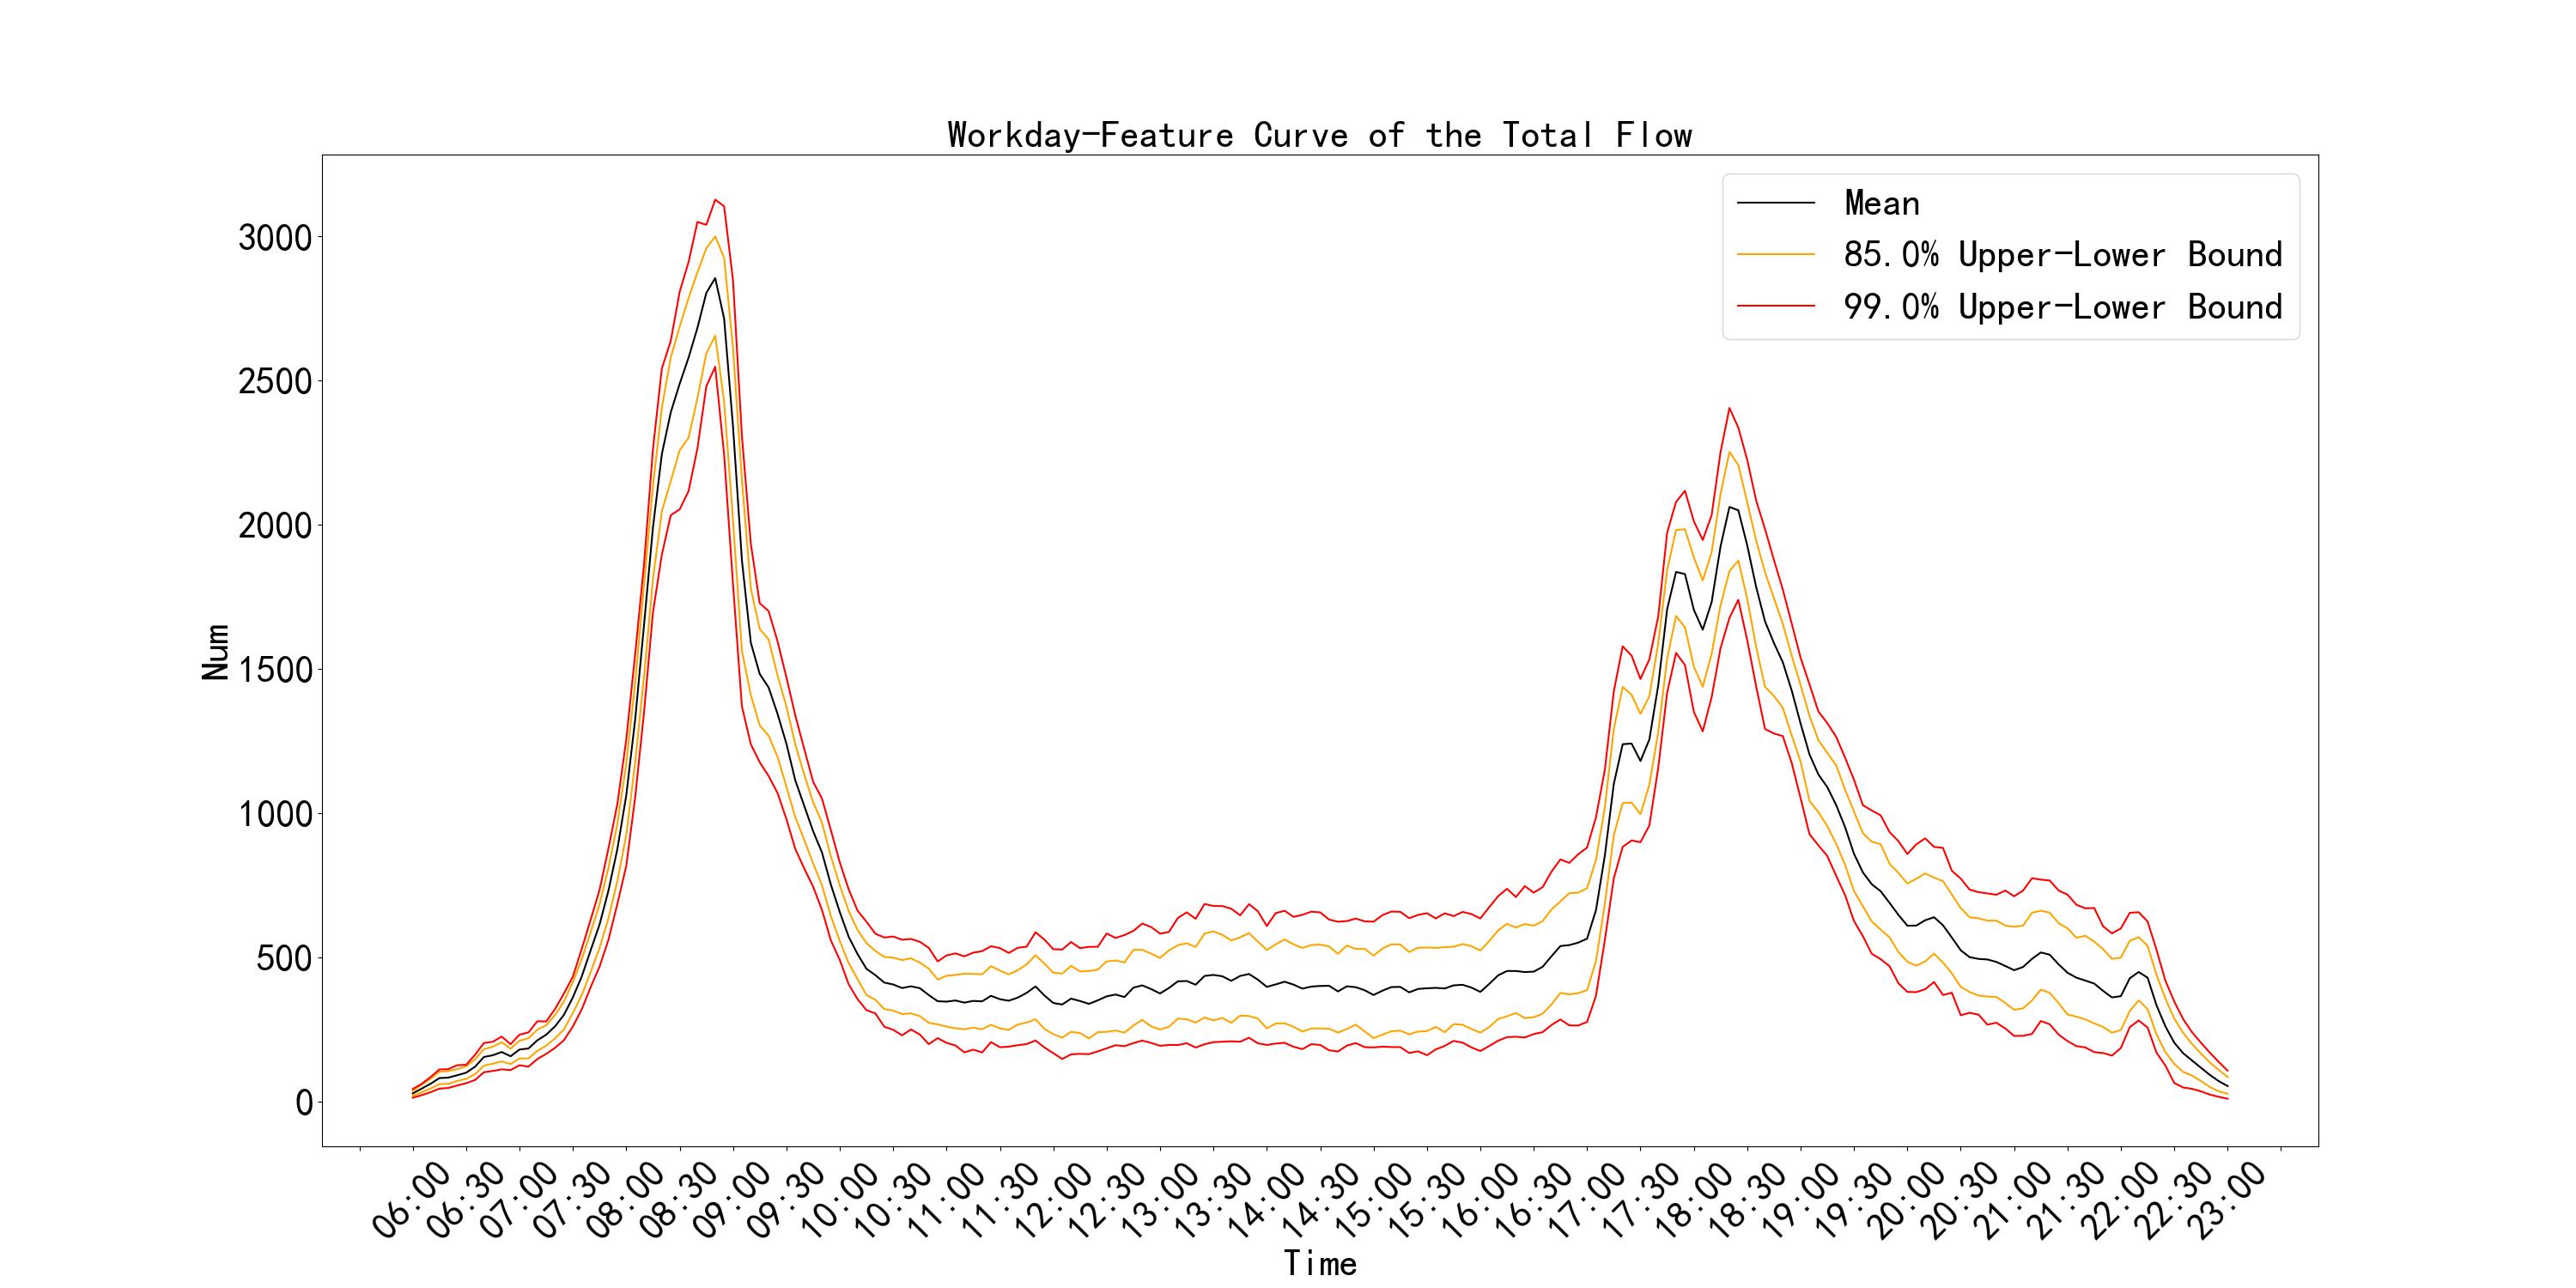 Workday-Feature Curve of the Total Flow
Mean
85.0% Upper-Lower Bound
99.0% Upper-Lower Bound
Num
3000
2500
2000
1500
1000
500
0
06:00 06:30 07:00 07:30 08:00 08:30 09:00 09:30 10:00 10:30 11:00 11:30 12:00 12:30 13:00 13:30 14:00 14:30 15:00 15:30 16:00 16:30 17:00 17:30 18:00 18:30 19:00 19:30 20:00 20:30 21:00 21:30 22:00 22:30 23:00
Time